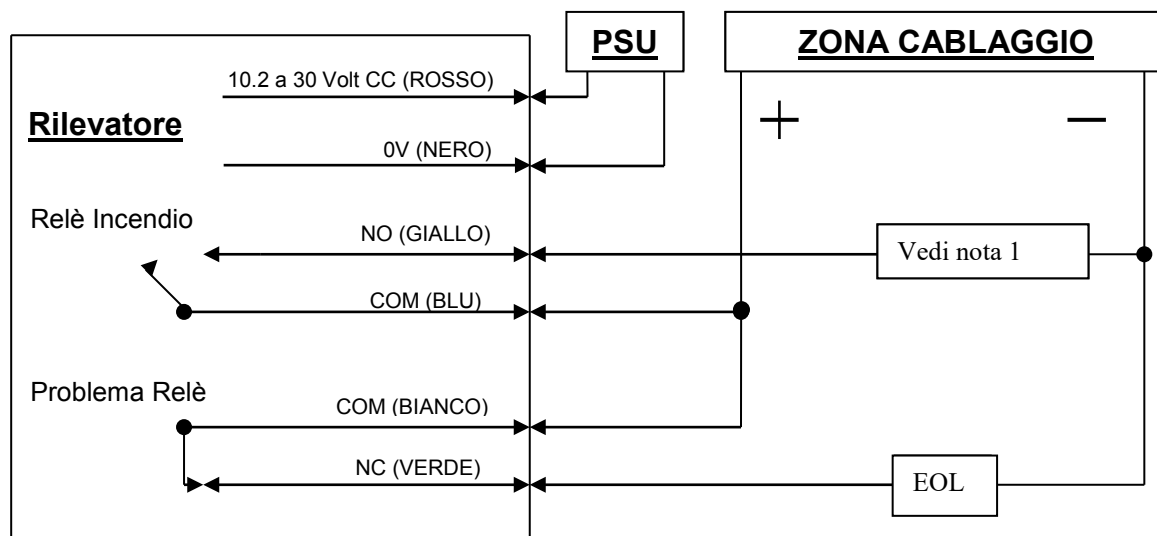 PSU
ZONA CABLAGGIO
10.2 a 30 Volt CC (ROSSO)
Rilevatore
+
−
0V (NERO)
Relè Incendio
NO (GIALLO)
Vedi nota 1
COM (BLU)
Problema Relè
COM (BIANCO)
NC (VERDE)
EOL